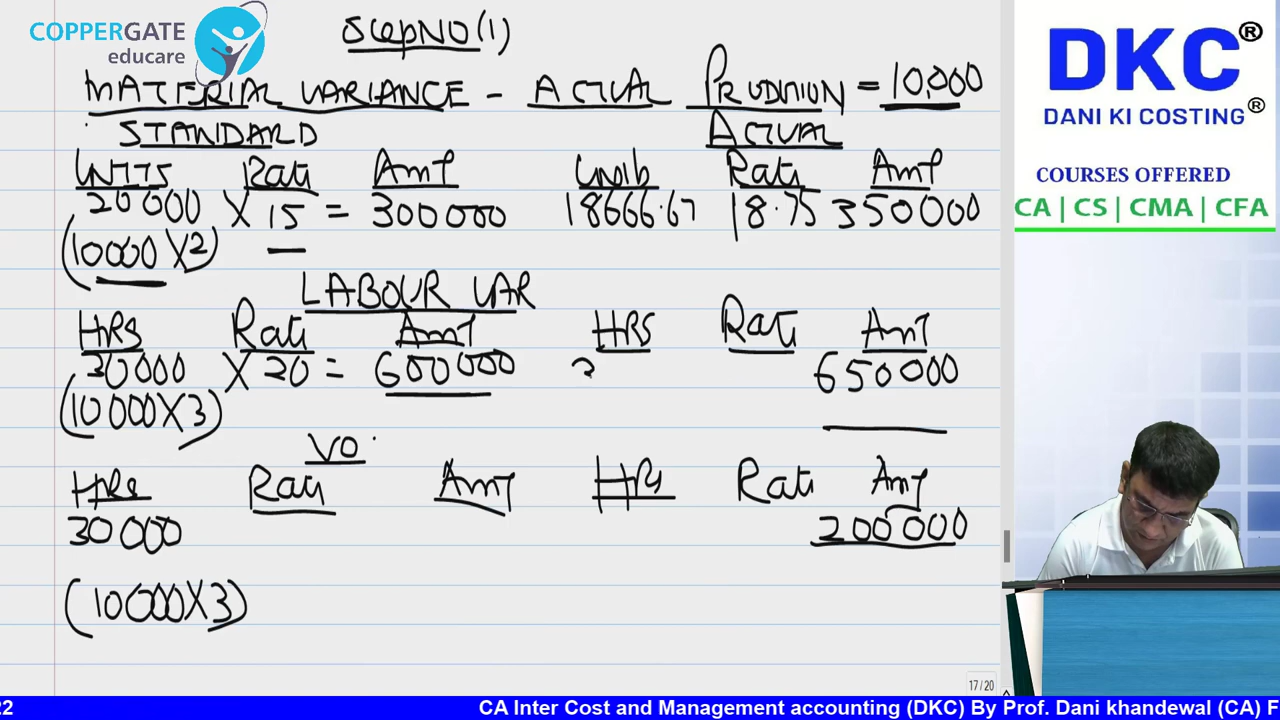 COPPERGATE
educare
Step NO (1)
MATERIAL VARIANCE - ACTUAL PRUDUTION = 10,000
STANDARD ACTUAL
UNITS Rate Amt Units Rate Amt
20000 X 15 = 300000 18666.67 18.75 350000
(10000 X 2)
LABOUR VAR
HRS Rate Amt HRS Rate Amt
30000 X 20 = 600000 650000
(10000 X 3)
VO
HRs Rate Amt HRs Rate Amt
30000 200000
(10000 X 3)
17/20
DKC®
DANI KI COSTING®
COURSES OFFERED
CA | CS | CMA | CFA
22 CA Inter Cost and Management accounting (DKC) By Prof. Dani khandewal (CA) F